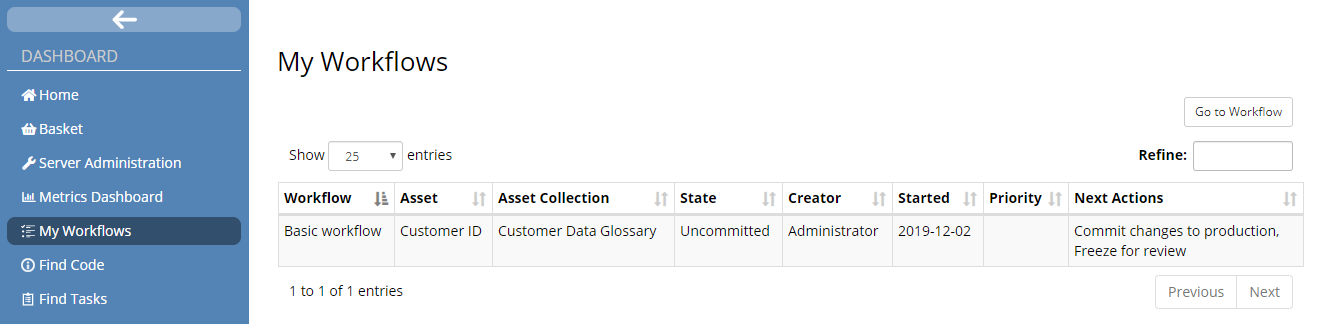 DASHBOARD
Home
Basket
Server Administration
Metrics Dashboard
My Workflows
Find Code
Find Tasks
My Workflows
Go to Workflow
Show 25 entries Refine:
Workflow Asset Asset Collection State Creator Started Priority Next Actions
Basic workflow Customer ID Customer Data Glossary Uncommitted Administrator 2019-12-02 Commit changes to production,
Freeze for review
1 to 1 of 1 entries Previous Next